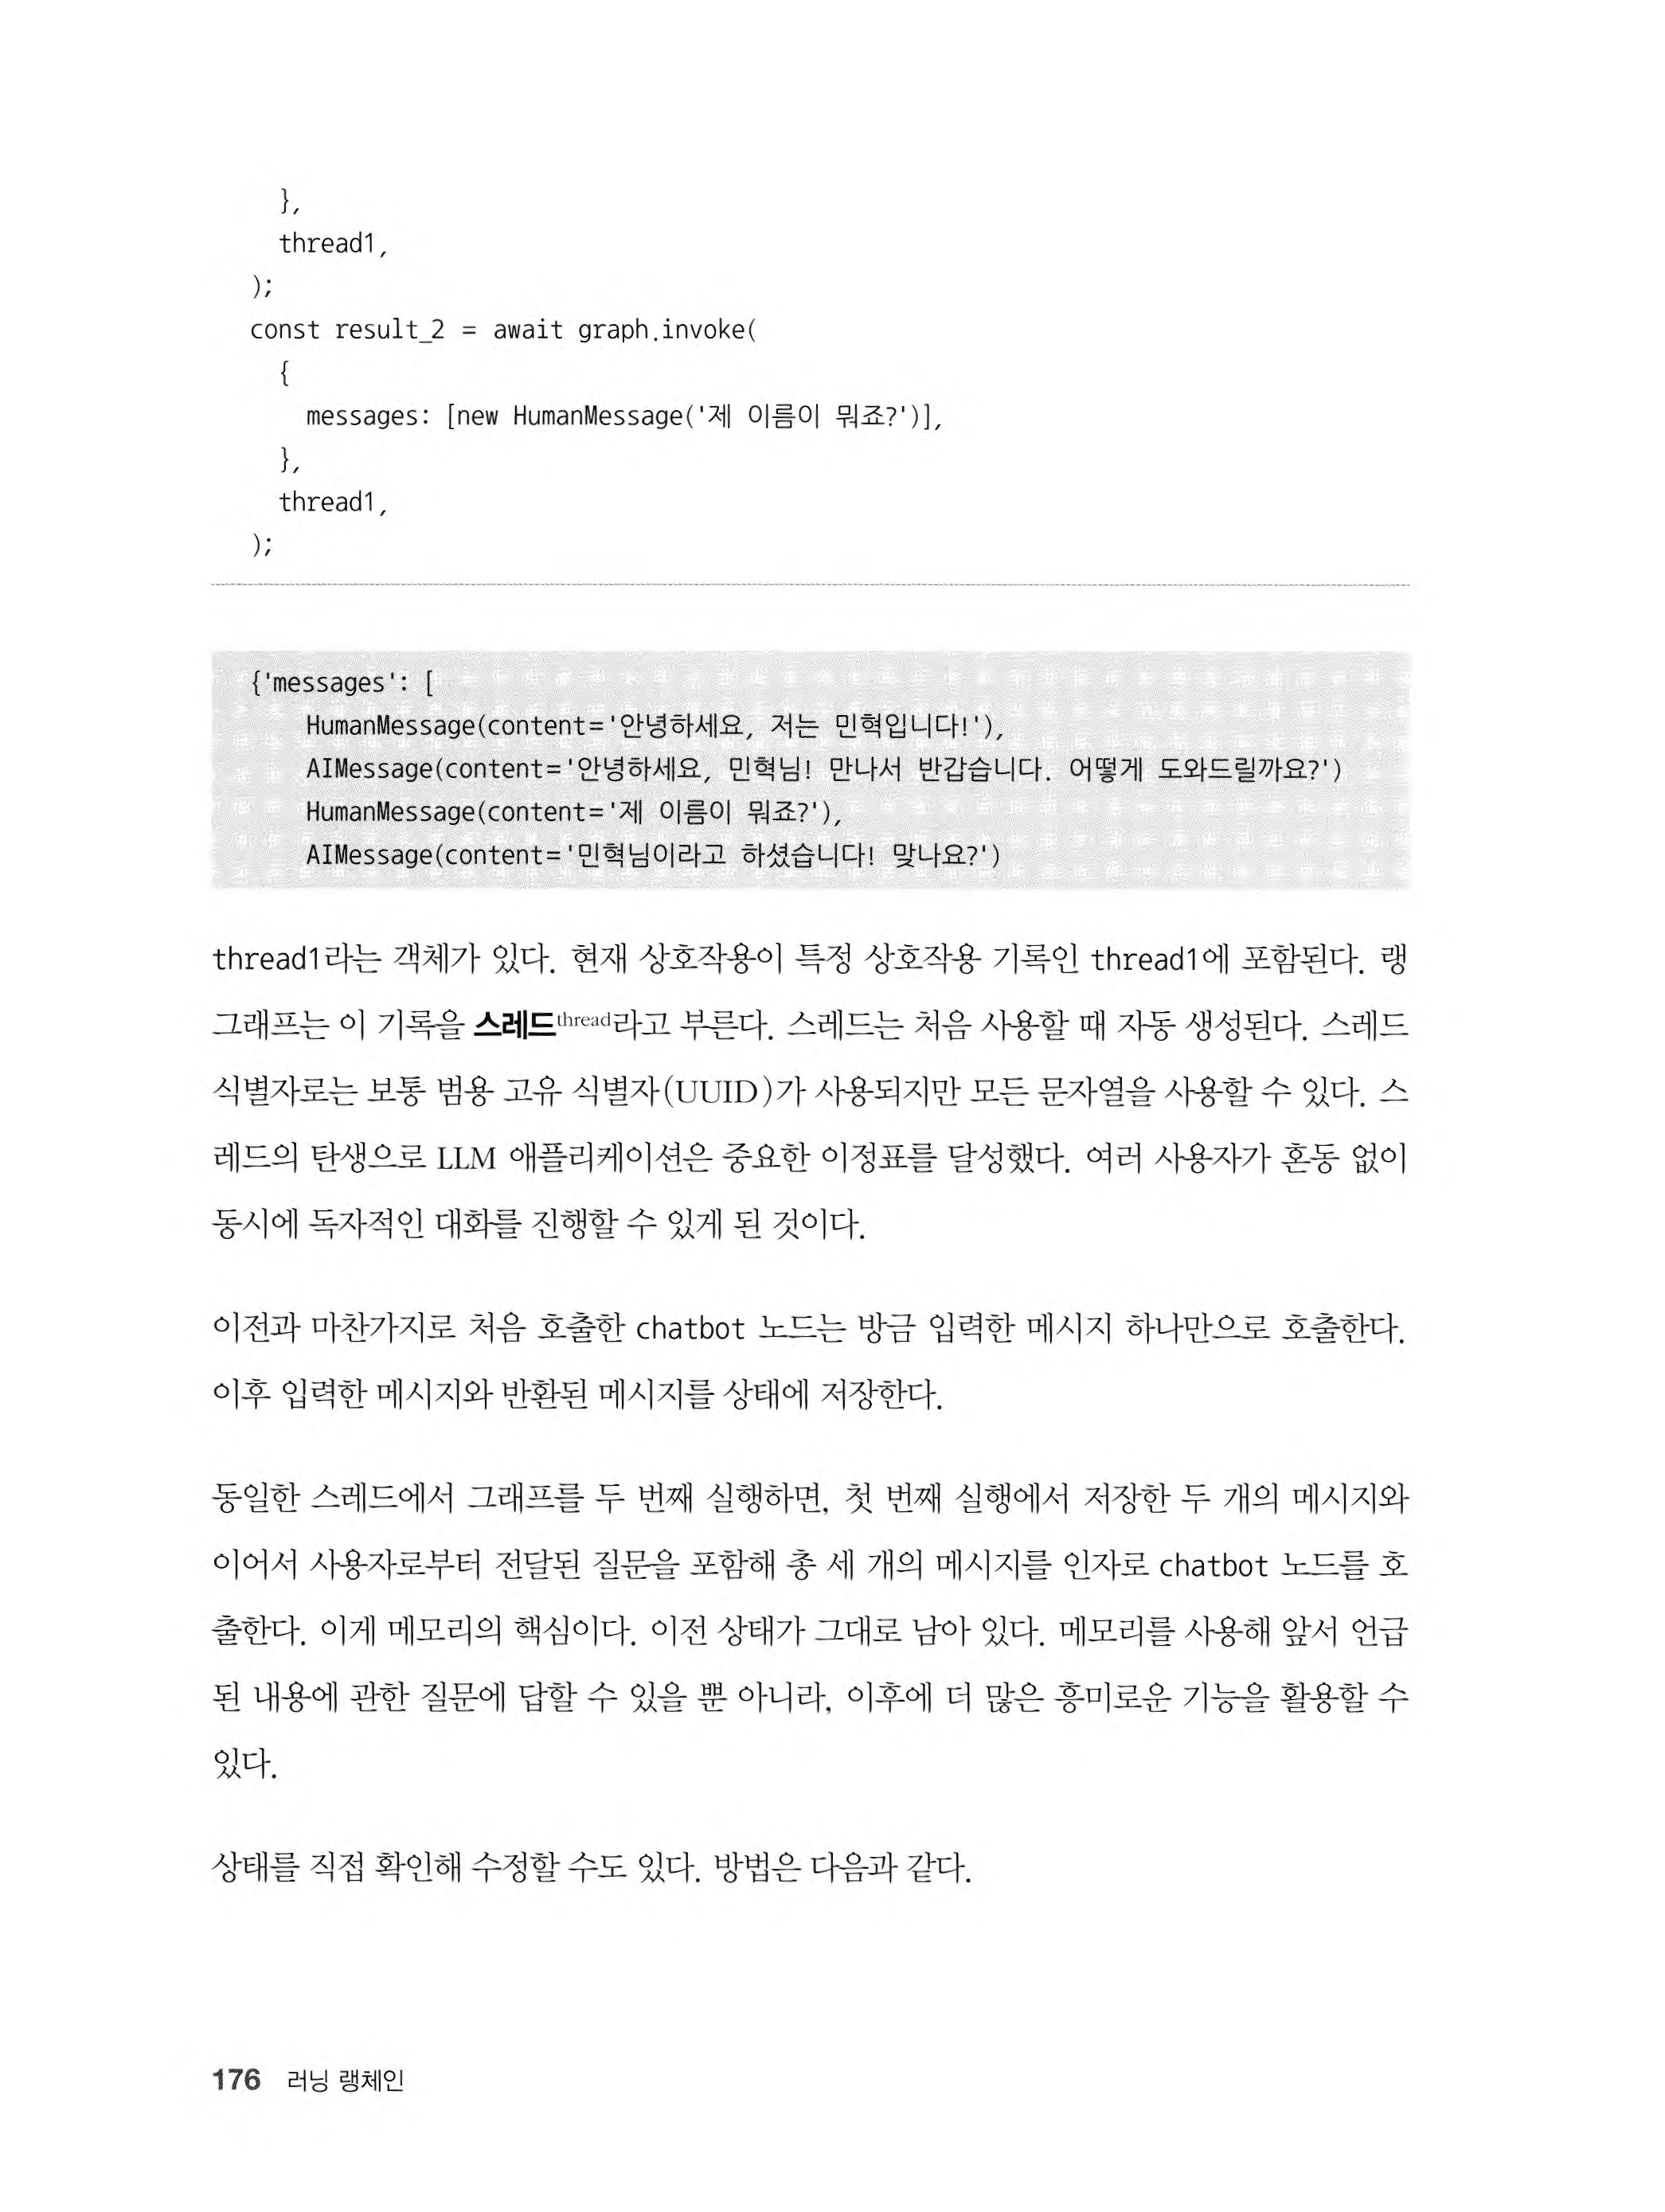 },
thread1,
);
const result_2 = await graph.invoke(
{
messages: [new HumanMessage('제 이름이 뭐죠?')],
},
thread1,
);
{'messages': [
HumanMessage(content='안녕하세요, 저는 민혁입니다!'),
AIMessage(content='안녕하세요, 민혁님! 만나서 반갑습니다. 어떻게 도와드릴까요?')
HumanMessage(content='제 이름이 뭐죠?'),
AIMessage(content='민혁님이라고 하셨습니다! 맞나요?')
thread1라는 객체가 있다. 현재 상호작용이 특정 상호작용 기록인 thread1에 포함된다. 랭
그래프는 이 기록을 스레드thread라고 부른다. 스레드는 처음 사용할 때 자동 생성된다. 스레드
식별자로는 보통 범용 고유 식별자(UUID)가 사용되지만 모든 문자열을 사용할 수 있다. 스
레드의 탄생으로 LLM 애플리케이션은 중요한 이정표를 달성했다. 여러 사용자가 혼동 없이
동시에 독자적인 대화를 진행할 수 있게 된 것이다.
이전과 마찬가지로 처음 호출한 chatbot 노드는 방금 입력한 메시지 하나만으로 호출한다.
이후 입력한 메시지와 반환된 메시지를 상태에 저장한다.
동일한 스레드에서 그래프를 두 번째 실행하면, 첫 번째 실행에서 저장한 두 개의 메시지와
이어서 사용자로부터 전달된 질문을 포함해 총 세 개의 메시지를 인자로 chatbot 노드를 호
출한다. 이게 메모리의 핵심이다. 이전 상태가 그대로 남아 있다. 메모리를 사용해 앞서 언급
된 내용에 관한 질문에 답할 수 있을 뿐 아니라, 이후에 더 많은 흥미로운 기능을 활용할 수
있다.
상태를 직접 확인해 수정할 수도 있다. 방법은 다음과 같다.
176 러닝 랭체인